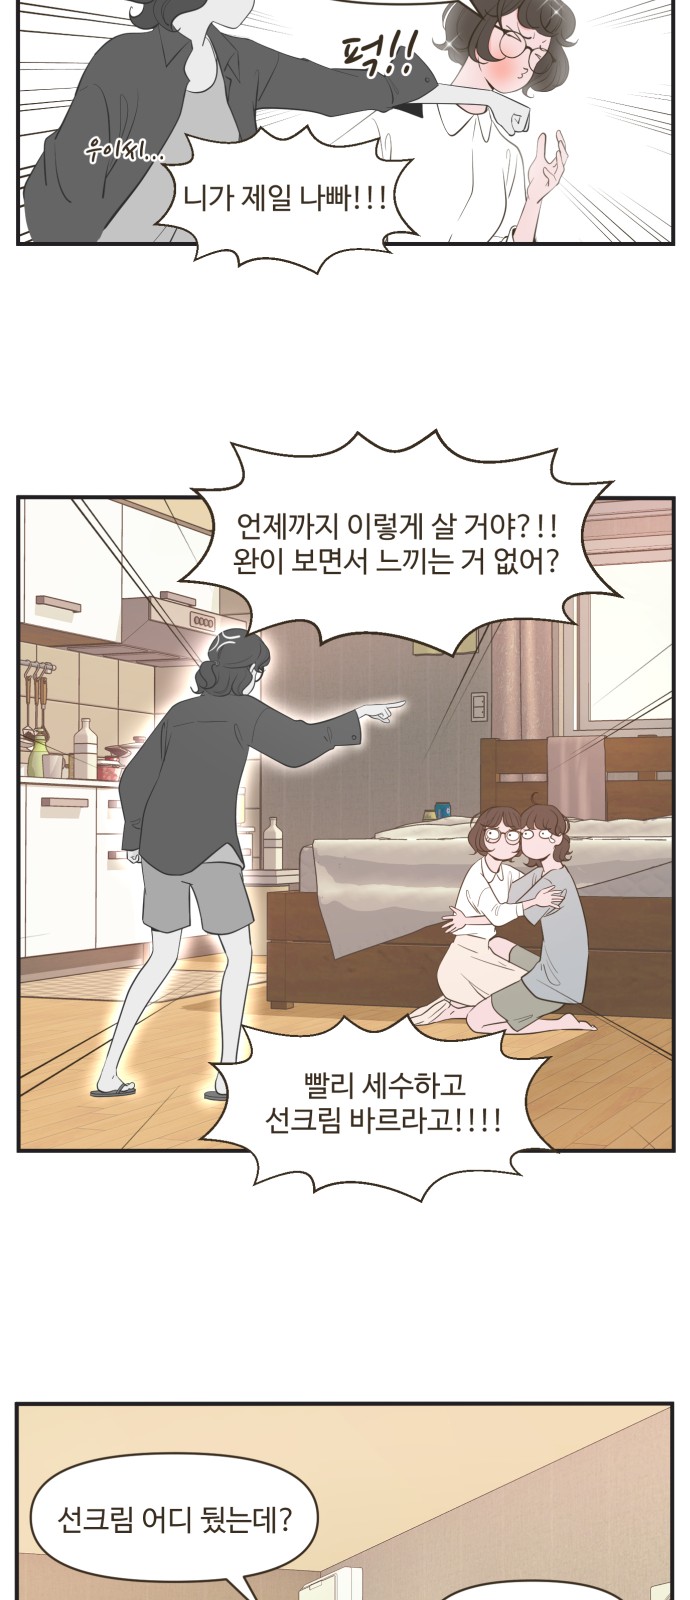 퍽!!
우이씨...
니가 제일 나빠!!!
언제까지 이렇게 살 거야?!!
완이 보면서 느끼는 거 없어?
빨리 세수하고
선크림 바르라고!!!!
선크림 어디 뒀는데?